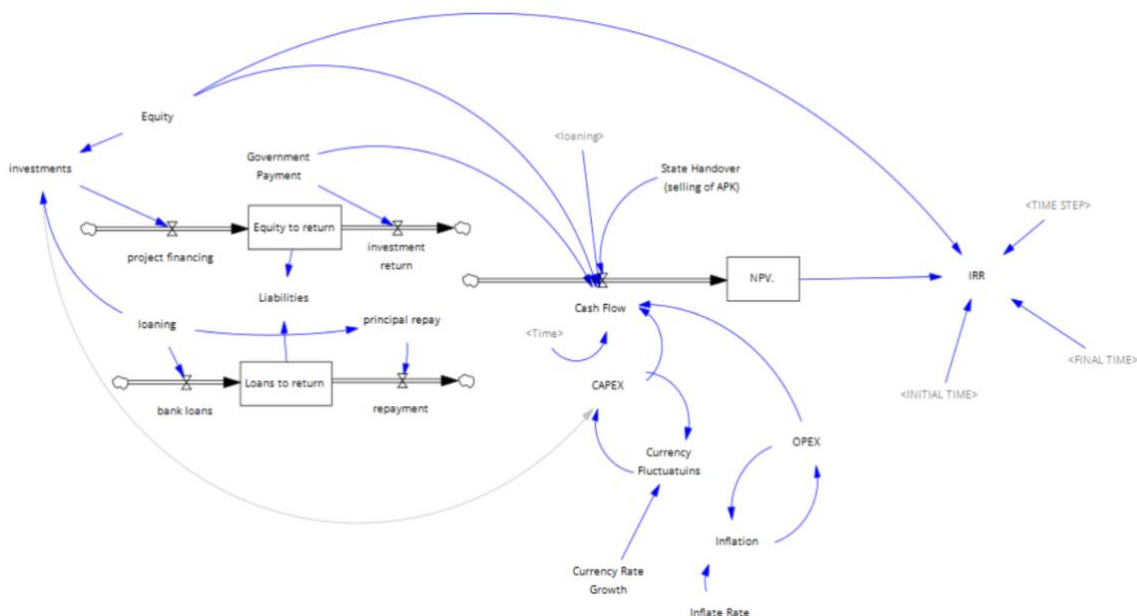 Equity
<loaning>
investments
Government
Payment
State Handover
(selling of APK)
<TIME STEP>
Equity to return
project financing
investment
return
NPV.
IRR
Liabilities
Cash Flow
loaning
principal repay
<Time>
<FINAL TIME>
Loans to return
CAPEX
<INITIAL TIME>
bank loans
repayment
OPEX
Currency
Fluctuatuins
Inflation
Currency Rate
Growth
Inflate Rate